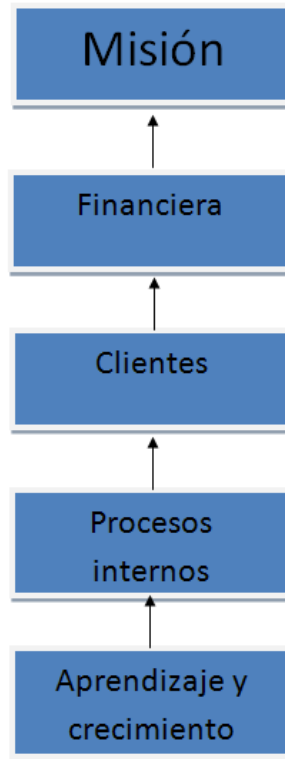 Misión
Financiera
Clientes
Procesos
internos
Aprendizaje y
crecimiento